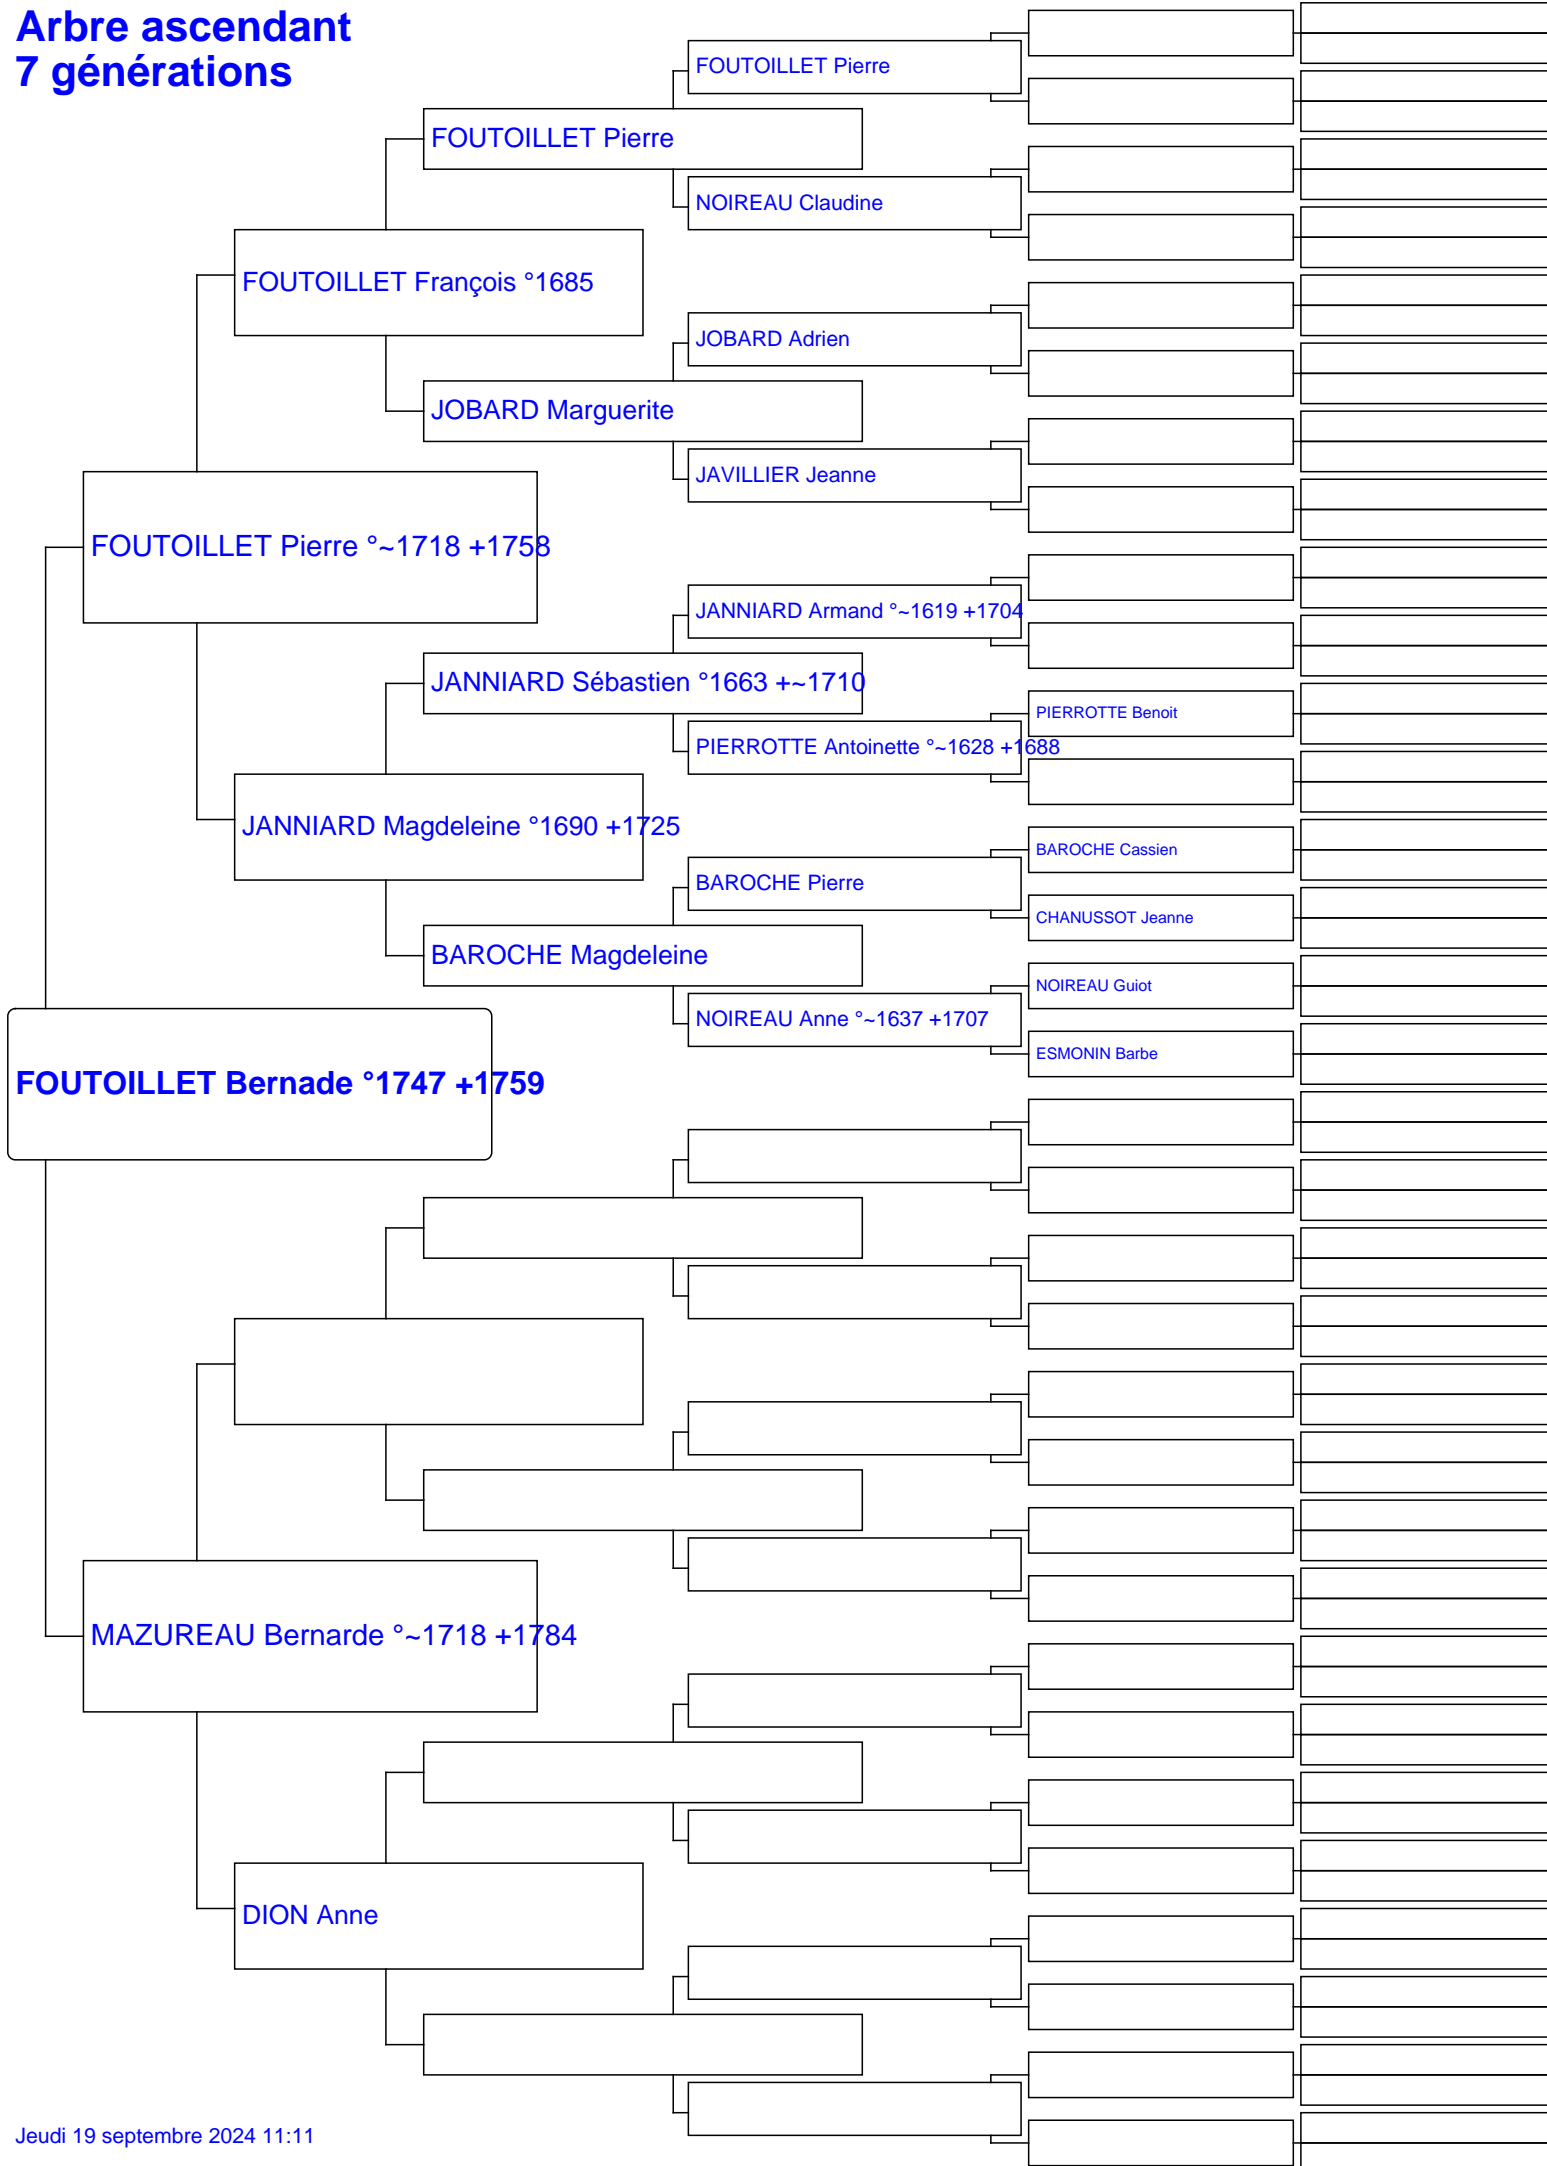 Arbre ascendant
7 générations
FOUTOILLET Pierre
FOUTOILLET Pierre
NOIREAU Claudine
FOUTOILLET François °1685
JOBARD Adrien
JOBARD Marguerite
JAVILLIER Jeanne
FOUTOILLET Pierre °~1718 +1758
JANNIARD Armand °~1619 +1704
JANNIARD Sébastien °1663 +~1710
PIERROTTE Benoit
PIERROTTE Antoinette °~1628 +1688
JANNIARD Magdeleine °1690 +1725
BAROCHE Cassien
BAROCHE Pierre
CHANUSSOT Jeanne
BAROCHE Magdeleine
NOIREAU Guiot
NOIREAU Anne °~1637 +1707
ESMONIN Barbe
FOUTOILLET Bernade °1747 +1759
MAZUREAU Bernarde °~1718 +1784
DION Anne
Jeudi 19 septembre 2024 11:11